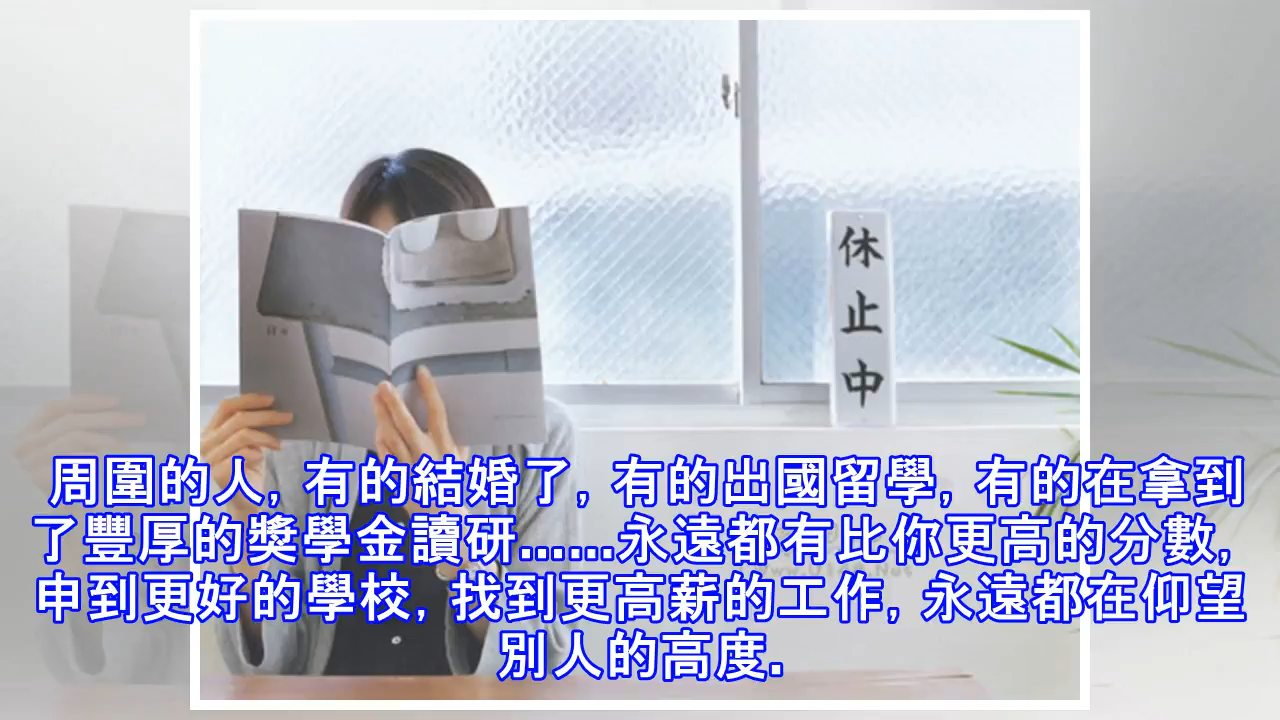 休止中
周圍的人, 有的結婚了, 有的出國留學, 有的在拿到
了豐厚的獎學金讀研......永遠都有比你更高的分數,
申到更好的學校, 找到更高薪的工作, 永遠都在仰望
別人的高度.